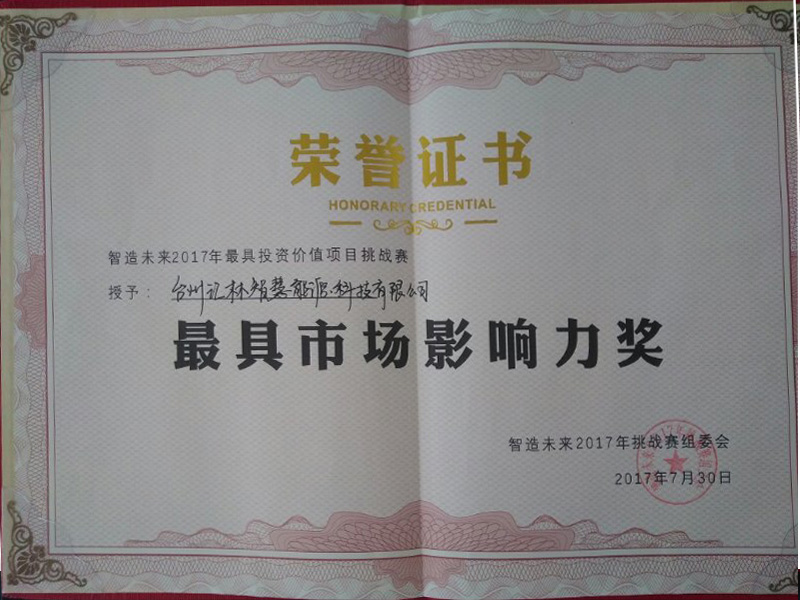 荣誉证书
HONORARY CREDENTIAL
智造未来2017年最具投资价值项目挑战赛
授予：台州汇林智慧能源科技有限公司
最具市场影响力奖
智造未来2017年挑战赛组委会
2017年7月30日